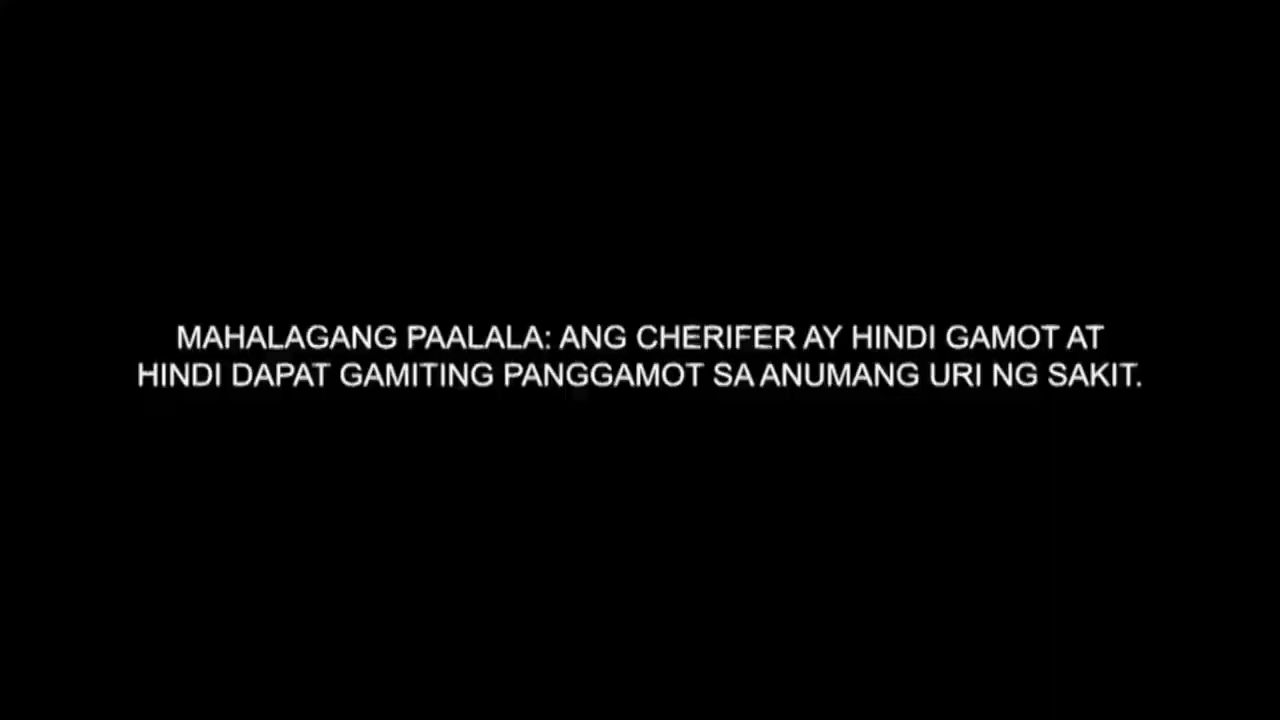 MAHALAGANG PAALALA: ANG CHERIFER AY HINDI GAMOT AT
HINDI DAPAT GAMITING PANGGAMOT SA ANUMANG URI NG SAKIT.